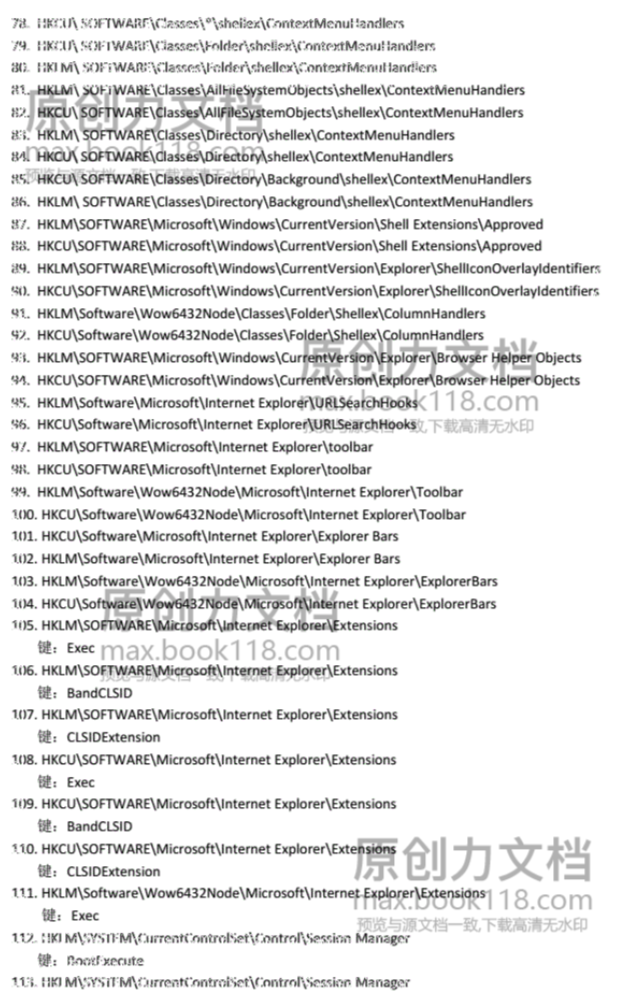 78. HKCU\ SOFTWARE\Classes\*\shellex\ContextMenuHandlers
79. HKCU\ SOFTWARE\Classes\Folder\shellex\ContextMenuHandlers
80. HKLM\ SOFTWARE\Classes\Folder\shellex\ContextMenuHandlers
81. HKLM\ SOFTWARE\Classes\AllFileSystemObjects\shellex\ContextMenuHandlers
82. HKCU\ SOFTWARE\Classes\AllFileSystemObjects\shellex\ContextMenuHandlers
原创力文档
83. HKLM\ SOFTWARE\Classes\Directory\shellex\ContextMenuHandlers
max.book118.com
84. HKCU\ SOFTWARE\Classes\Directory\shellex\ContextMenuHandlers
预览与源文档一致,下载高清无水印
85. HKCU\ SOFTWARE\Classes\Directory\Background\shellex\ContextMenuHandlers
86. HKLM\ SOFTWARE\Classes\Directory\Background\shellex\ContextMenuHandlers
87. HKLM\SOFTWARE\Microsoft\Windows\CurrentVersion\Shell Extensions\Approved
88. HKCU\SOFTWARE\Microsoft\Windows\CurrentVersion\Shell Extensions\Approved
89. HKLM\SOFTWARE\Microsoft\Windows\CurrentVersion\Explorer\ShellIconOverlayIdentifiers
90. HKCU\SOFTWARE\Microsoft\Windows\CurrentVersion\Explorer\ShellIconOverlayIdentifiers
91. HKLM\Software\Wow6432Node\Classes\Folder\Shellex\ColumnHandlers
92. HKCU\Software\Wow6432Node\Classes\Folder\Shellex\ColumnHandlers
93. HKLM\SOFTWARE\Microsoft\Windows\CurrentVersion\Explorer\Browser Helper Objects
原创力文档
94. HKCU\SOFTWARE\Microsoft\Windows\CurrentVersion\Explorer\Browser Helper Objects
95. HKLM\Software\Microsoft\Internet Explorer\URLSearchHooks
max.book118.com
96. HKCU\Software\Microsoft\Internet Explorer\URLSearchHooks
预览与源文档一致,下载高清无水印
97. HKLM\SOFTWARE\Microsoft\Internet Explorer\toolbar
98. HKCU\SOFTWARE\Microsoft\Internet Explorer\toolbar
99. HKLM\Software\Wow6432Node\Microsoft\Internet Explorer\Toolbar
100. HKCU\Software\Wow6432Node\Microsoft\Internet Explorer\Toolbar
101. HKCU\Software\Microsoft\Internet Explorer\Explorer Bars
102. HKLM\Software\Microsoft\Internet Explorer\Explorer Bars
103. HKLM\Software\Wow6432Node\Microsoft\Internet Explorer\ExplorerBars
104. HKCU\Software\Wow6432Node\Microsoft\Internet Explorer\ExplorerBars
原创力文档
105. HKLM\SOFTWARE\Microsoft\Internet Explorer\Extensions
键：Exec
max.book118.com
106. HKLM\SOFTWARE\Microsoft\Internet Explorer\Extensions
预览与源文档一致,下载高清无水印
键：BandCLSID
107. HKLM\SOFTWARE\Microsoft\Internet Explorer\Extensions
键：CLSIDExtension
108. HKCU\SOFTWARE\Microsoft\Internet Explorer\Extensions
键：Exec
109. HKCU\SOFTWARE\Microsoft\Internet Explorer\Extensions
键：BandCLSID
110. HKCU\SOFTWARE\Microsoft\Internet Explorer\Extensions
原创力文档
键：CLSIDExtension
111. HKLM\Software\Wow6432Node\Microsoft\Internet Explorer\Extensions
max.book118.com
键：Exec
预览与源文档一致,下载高清无水印
112. HKLM\SYSTEM\CurrentControlSet\Control\Session Manager
键：BootExecute
113. HKLM\SYSTEM\CurrentControlSet\Control\Session Manager